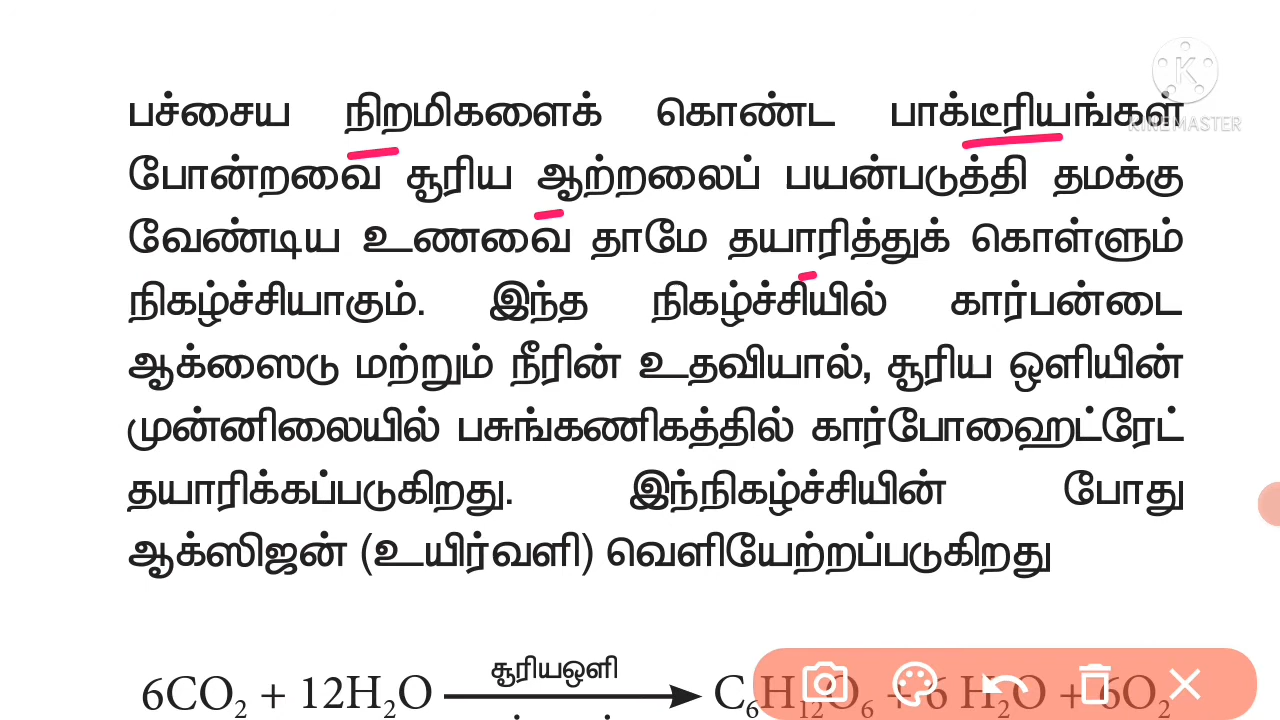 பச்சைய நிறமிகளைக் கொண்ட பாக்டீரியங்கள்
KINEMASTER
போன்றவை சூரிய ஆற்றலைப் பயன்படுத்தி தமக்கு
வேண்டிய உணவை தாமே தயாரித்துக் கொள்ளும்
நிகழ்ச்சியாகும். இந்த நிகழ்ச்சியில் கார்பன்டை
ஆக்ஸைடு மற்றும் நீரின் உதவியால், சூரிய ஒளியின்
முன்னிலையில் பசுங்கணிகத்தில் கார்போஹைட்ரேட்
தயாரிக்கப்படுகிறது. இந்நிகழ்ச்சியின் போது
ஆக்ஸிஜன் (உயிர்வளி) வெளியேற்றப்படுகிறது
சூரியஒளி
6CO₂ + 12H₂O → C₆H₁₂O₆ + 6 H₂O + 6O₂